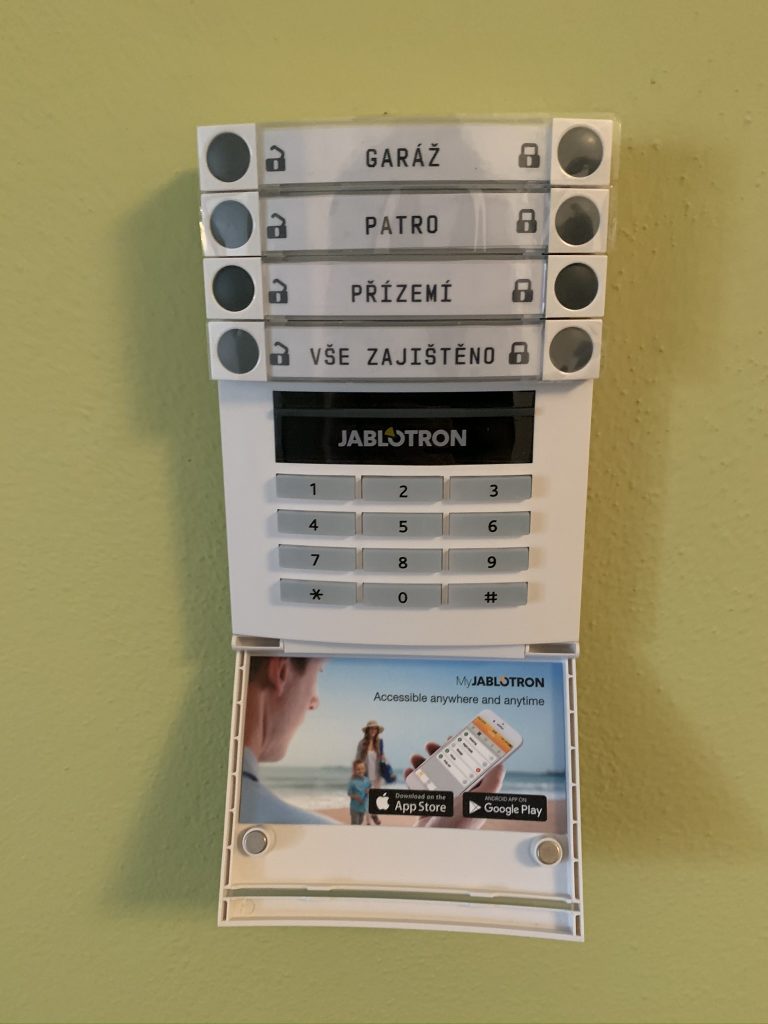 GARÁŽ
PATRO
PŘÍZEMÍ
VŠE ZAJIŠTĚNO
JABLOTRON
1 2 3
4 5 6
7 8 9
* 0 #
MyJABLOTRON
Accessible anywhere and anytime
Download on the
App Store
ANDROID APP ON
Google Play